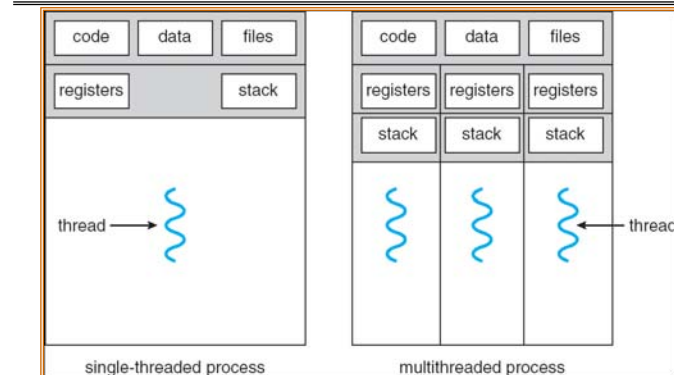 code data files
registers stack
thread
single-threaded process
code data files
registers registers registers
stack stack stack
thread
multithreaded process